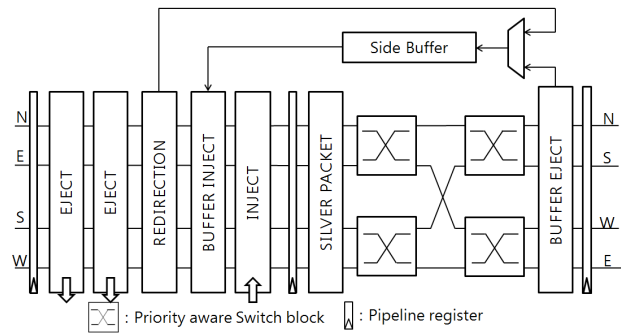 Side Buffer
N
E
S
W
EJECT
EJECT
REDIRECTION
BUFFER INJECT
INJECT
SILVER PACKET
BUFFER EJECT
N
S
W
E
: Priority aware Switch block
: Pipeline register